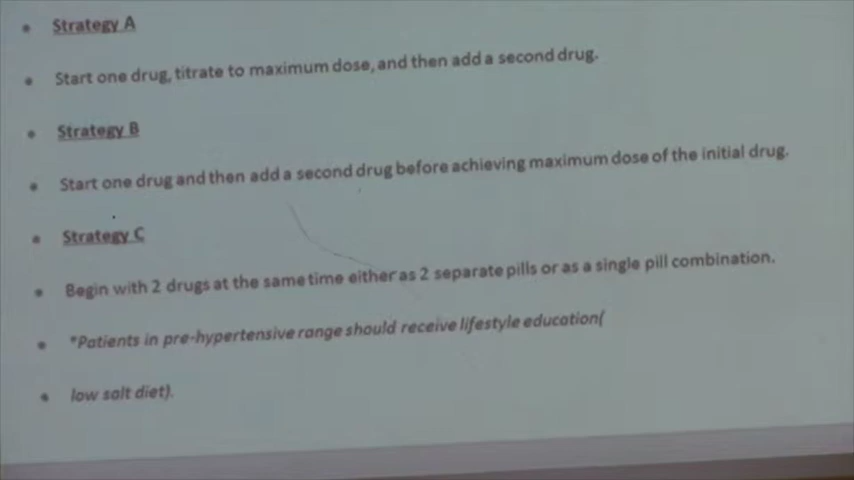 • Strategy A
• Start one drug, titrate to maximum dose, and then add a second drug.
• Strategy B
• Start one drug and then add a second drug before achieving maximum dose of the initial drug.
• Strategy C
• Begin with 2 drugs at the same time either as 2 separate pills or as a single pill combination.
• *Patients in pre-hypertensive range should receive lifestyle education(
• low salt diet).